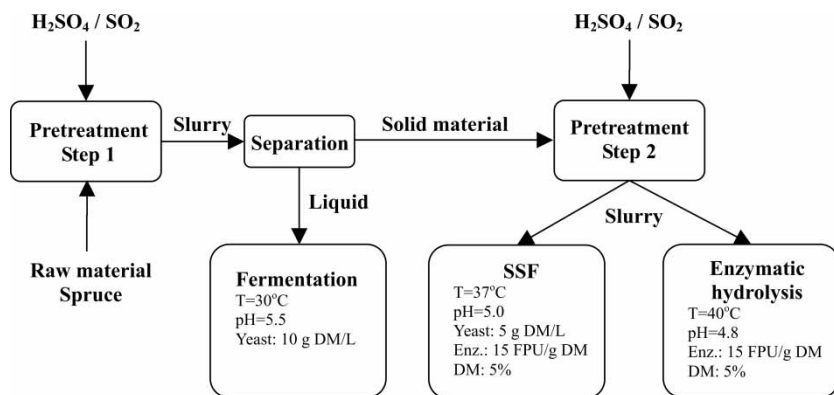 H₂SO₄ / SO₂
H₂SO₄ / SO₂
Pretreatment
Step 1
Slurry
Separation
Solid material
Pretreatment
Step 2
Liquid
Slurry
Raw material
Spruce
Fermentation
T=30°C
pH=5.5
Yeast: 10 g DM/L
SSF
T=37°C
pH=5.0
Yeast: 5 g DM/L
Enz.: 15 FPU/g DM
DM: 5%
Enzymatic
hydrolysis
T=40°C
pH=4.8
Enz.: 15 FPU/g DM
DM: 5%